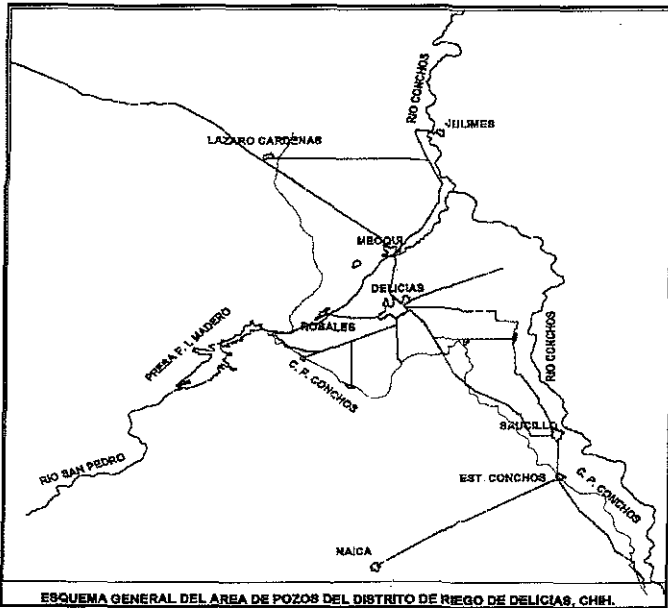 RIO CONCHOS
JULIMES
LAZARO CARDENAS
MEOQUI
DELICIAS
ROSALES
PRESA F. I. MADERO
C. P. CONCHOS
RIO CONCHOS
SAUCILLO
RIO SAN PEDRO
EST. CONCHOS
C. P. CONCHOS
NAICA
ESQUEMA GENERAL DEL AREA DE POZOS DEL DISTRITO DE RIEGO DE DELICIAS, CHIH.